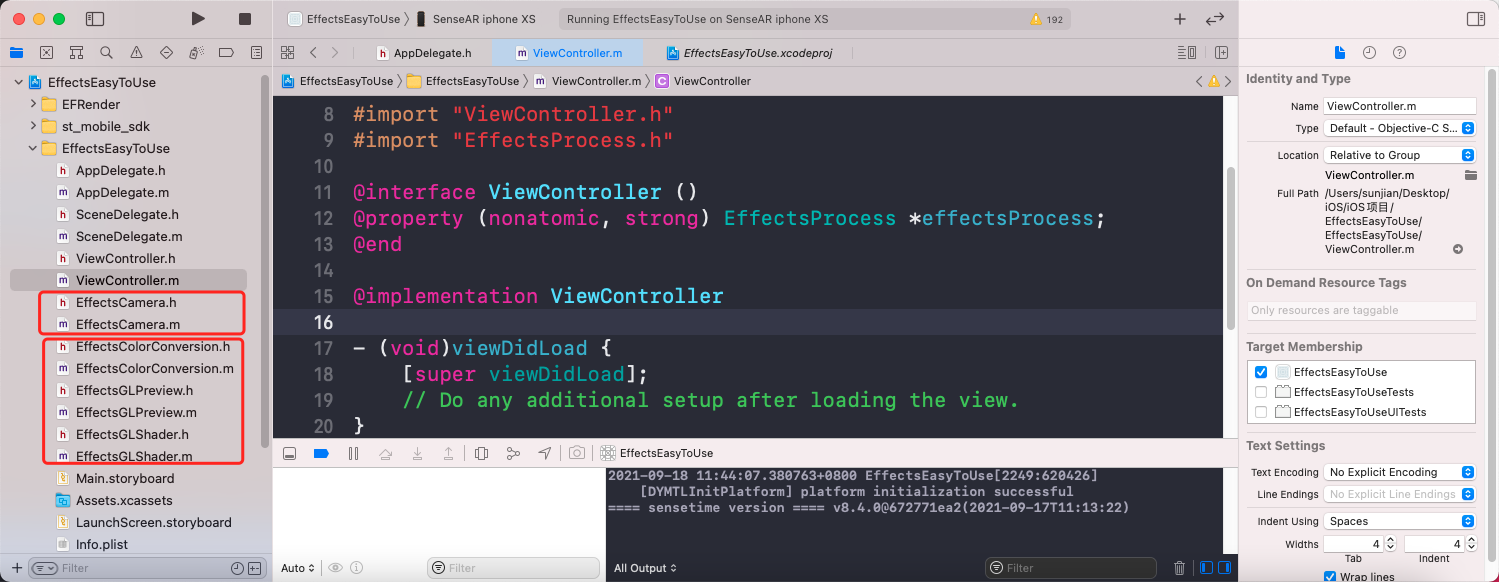 EffectsEasyToUse 〉 SenseAR iphone XS
Running EffectsEasyToUse on SenseAR iphone XS
192
AppDelegate.h
ViewController.m
EffectsEasyToUse.xcodeproj
EffectsEasyToUse
EFRender
st_mobile_sdk
EffectsEasyToUse
AppDelegate.h
AppDelegate.m
SceneDelegate.h
SceneDelegate.m
ViewController.h
ViewController.m
EffectsCamera.h
EffectsCamera.m
EffectsColorConversion.h
EffectsColorConversion.m
EffectsGLPreview.h
EffectsGLPreview.m
EffectsGLShader.h
EffectsGLShader.m
Main.storyboard
Assets.xcassets
LaunchScreen.storyboard
Info.plist
Filter
EffectsEasyToUse 〉 EffectsEasyToUse 〉 m ViewController.m 〉 C ViewController
8 #import "ViewController.h"
9 #import "EffectsProcess.h"
10
11 @interface ViewController ()
12 @property (nonatomic, strong) EffectsProcess *effectsProcess;
13 @end
14
15 @implementation ViewController
16
17 - (void)viewDidLoad {
18 [super viewDidLoad];
19 // Do any additional setup after loading the view.
20 }
EffectsEasyToUse
2021-09-18 11:44:07.380763+0800 EffectsEasyToUse[2249:620426]
[DYMTLInitPlatform] platform initialization successful
==== sensetime version ==== v8.4.0@672771ea2(2021-09-17T11:13:22)
Auto
Filter
All Output
Filter
Identity and Type
Name ViewController.m
Type Default - Objective-C S...
Location Relative to Group
ViewController.m
Full Path /Users/sunjian/Desktop/
iOS/iOS项目/
EffectsEasyToUse/
EffectsEasyToUse/
ViewController.m
On Demand Resource Tags
Only resources are taggable
Target Membership
EffectsEasyToUse
EffectsEasyToUseTests
EffectsEasyToUseUITests
Text Settings
Text Encoding No Explicit Encoding
Line Endings No Explicit Line Endings
Indent Using Spaces
Widths 4 4
Tab Indent
Wrap lines